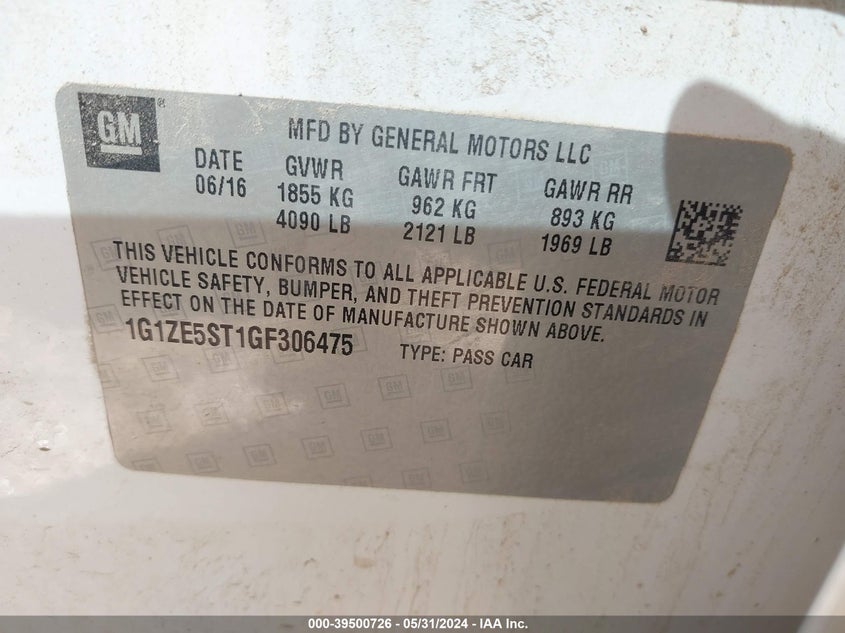 GM ® MFD BY GENERAL MOTORS LLC
DATE GVWR GAWR FRT GAWR RR
06/16 1855 KG 962 KG 893 KG
4090 LB 2121 LB 1969 LB
THIS VEHICLE CONFORMS TO ALL APPLICABLE U.S. FEDERAL MOTOR
VEHICLE SAFETY, BUMPER, AND THEFT PREVENTION STANDARDS IN
EFFECT ON THE DATE OF MANUFACTURE SHOWN ABOVE.
1G1ZE5ST1GF306475 TYPE: PASS CAR
000-39500726 - 05/31/2024 - IAA Inc.